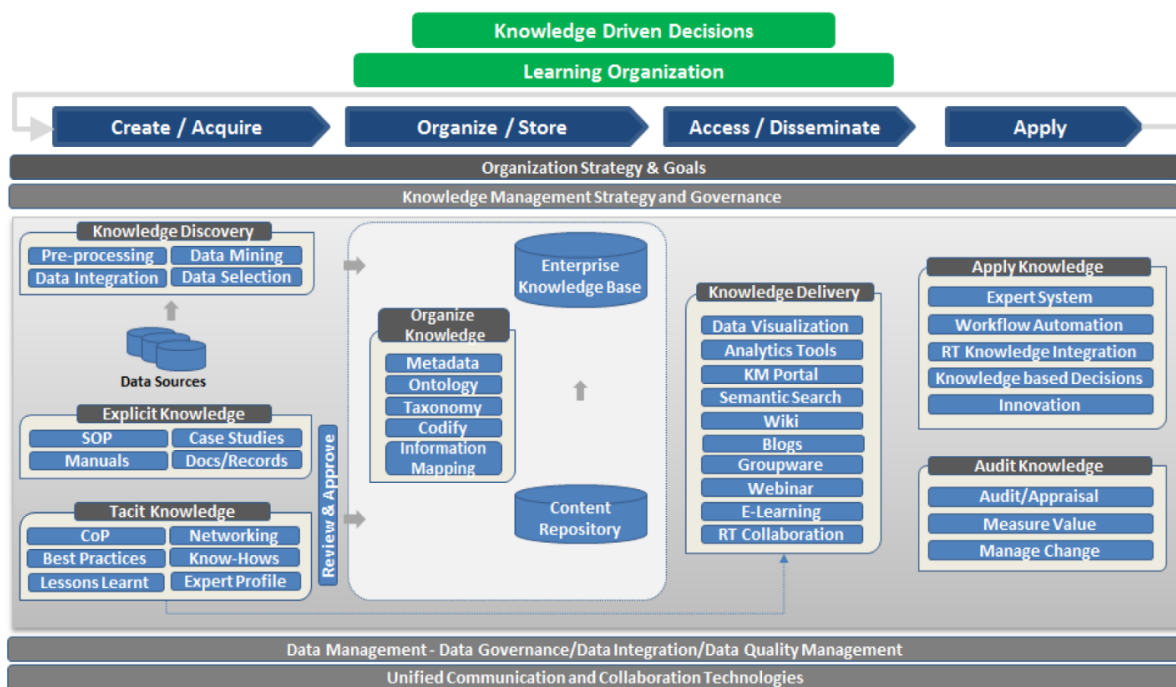 Knowledge Driven Decisions
Learning Organization
Create / Acquire
Organize / Store
Access / Disseminate
Apply
Organization Strategy & Goals
Knowledge Management Strategy and Governance
Knowledge Discovery
Pre-processing
Data Mining
Data Integration
Data Selection
Data Sources
Explicit Knowledge
SOP
Case Studies
Manuals
Docs/Records
Tacit Knowledge
CoP
Networking
Best Practices
Know-Hows
Lessons Learnt
Expert Profile
Review & Approve
Organize
Knowledge
Metadata
Ontology
Taxonomy
Codify
Information
Mapping
Enterprise
Knowledge Base
Content
Repository
Knowledge Delivery
Data Visualization
Analytics Tools
KM Portal
Semantic Search
Wiki
Blogs
Groupware
Webinar
E-Learning
RT Collaboration
Apply Knowledge
Expert System
Workflow Automation
RT Knowledge Integration
Knowledge based Decisions
Innovation
Audit Knowledge
Audit/Appraisal
Measure Value
Manage Change
Data Management - Data Governance/Data Integration/Data Quality Management
Unified Communication and Collaboration Technologies